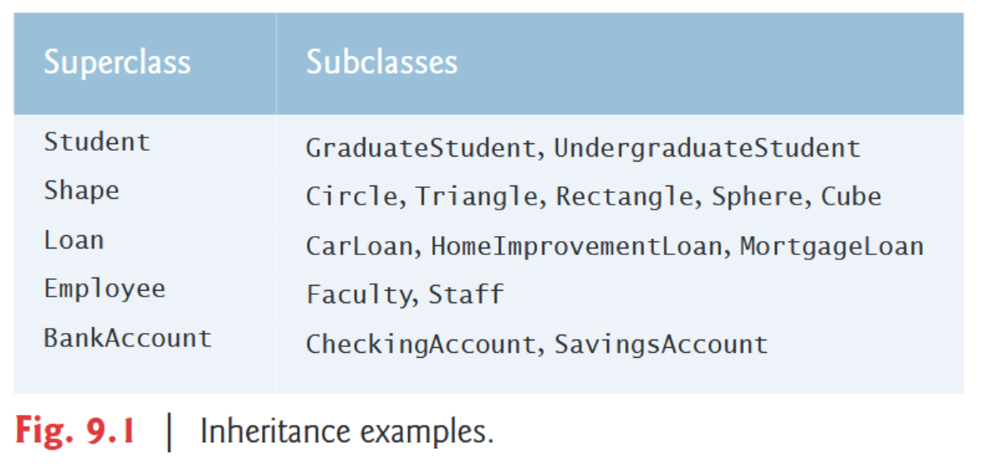 Superclass Subclasses
Student GraduateStudent, UndergraduateStudent
Shape Circle, Triangle, Rectangle, Sphere, Cube
Loan CarLoan, HomeImprovementLoan, MortgageLoan
Employee Faculty, Staff
BankAccount CheckingAccount, SavingsAccount
Fig. 9.1 | Inheritance examples.